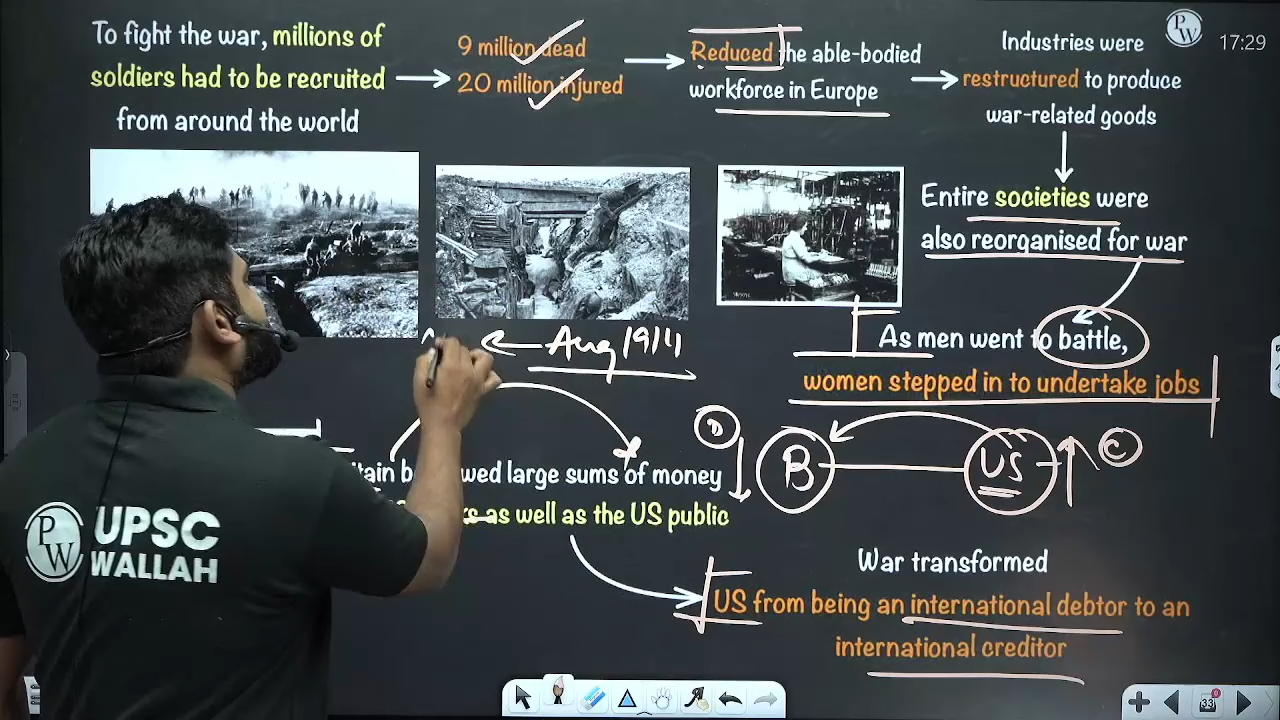 To fight the war, millions of
soldiers had to be recruited
from around the world
9 million dead
20 million injured
Reduced the able-bodied
workforce in Europe
Industries were
restructured to produce
war-related goods
PW
17:29
Entire societies were
also reorganised for war
Aug 1914
As men went to battle,
women stepped in to undertake jobs
D
B
US
C
large sums of money
as well as the US public
War transformed
US from being an international debtor to an
international creditor
PW
UPSC
WALLAH
33